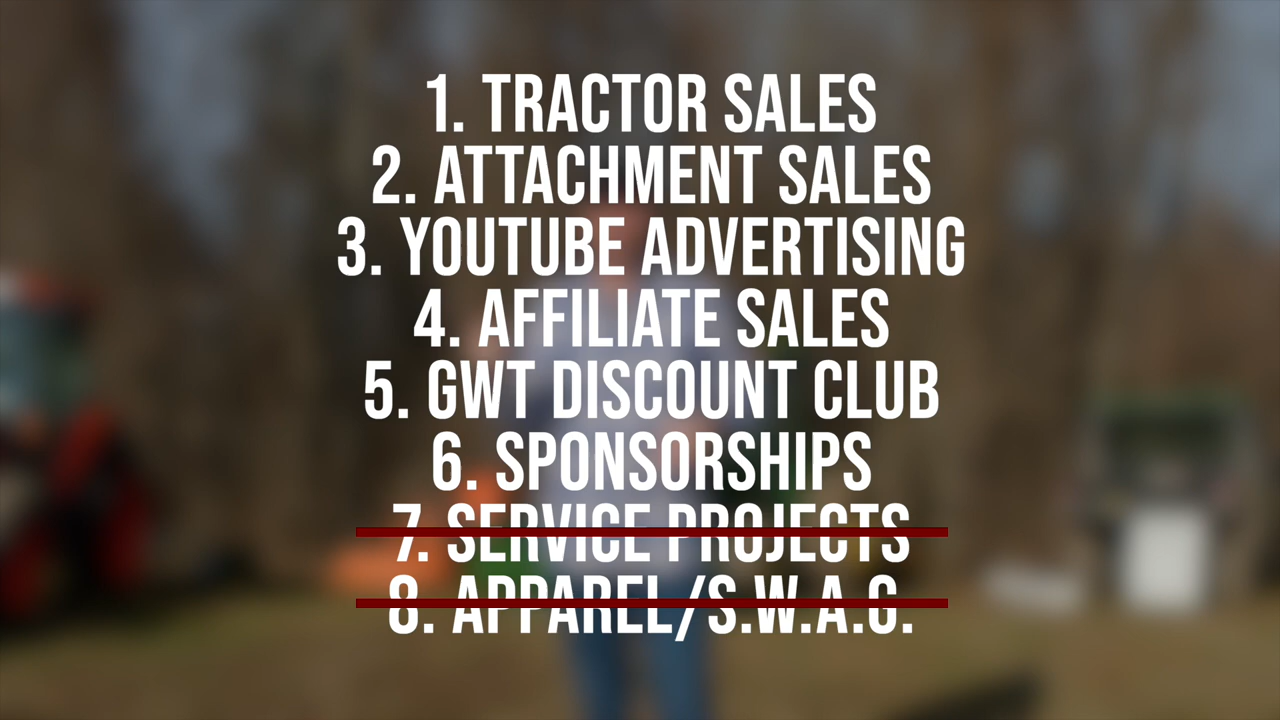 1. TRACTOR SALES
2. ATTACHMENT SALES
3. YOUTUBE ADVERTISING
4. AFFILIATE SALES
5. GWT DISCOUNT CLUB
6. SPONSORSHIPS
7. SERVICE PROJECTS
8. APPAREL/S.W.A.G.